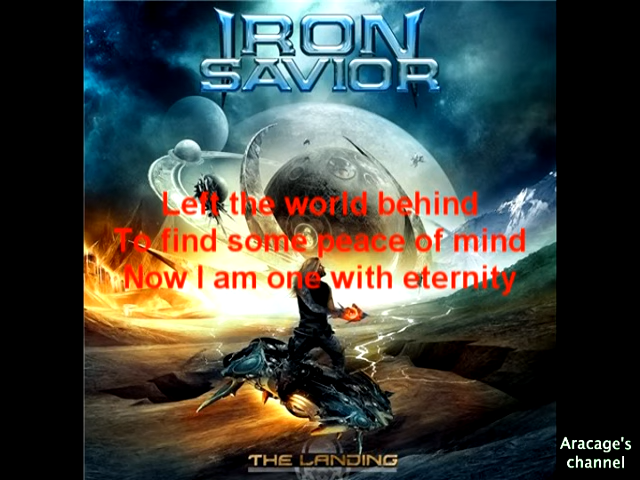 IRON
SAVIOR
Left the world behind
To find some peace of mind
Now I am one with eternity
THE LANDING
Aracage's
channel